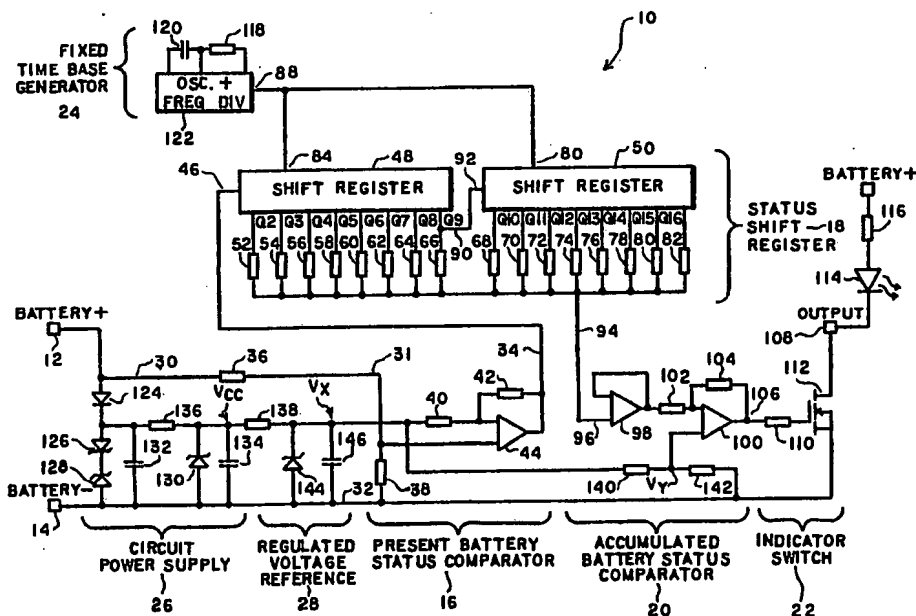 10
FIXED
TIME BASE
GENERATOR
24
120
118
OSC. +
FREQ DIV
88
122
46
84
48
92
80
50
SHIFT REGISTER
SHIFT REGISTER
Q2 Q3 Q4 Q5 Q6 Q7 Q8 Q9
Q10 Q11 Q12 Q13 Q14 Q15 Q16
52 54 56 58 60 62 64 66
90
68 70 72 74 76 78 80 82
STATUS
SHIFT 18
REGISTER
BATTERY+
116
114
OUTPUT
108
BATTERY+
12
30
36
31
34
94
124
VCC
VX
42
40
44
102
104
106
112
136
138
126
132
134
146
96
98
100
110
128
130
144
38
140
VY
142
BATTERY-
32
14
CIRCUIT
POWER SUPPLY
26
REGULATED
VOLTAGE
REFERENCE
28
PRESENT BATTERY
STATUS COMPARATOR
16
ACCUMULATED
BATTERY STATUS
COMPARATOR
20
INDICATOR
SWITCH
22